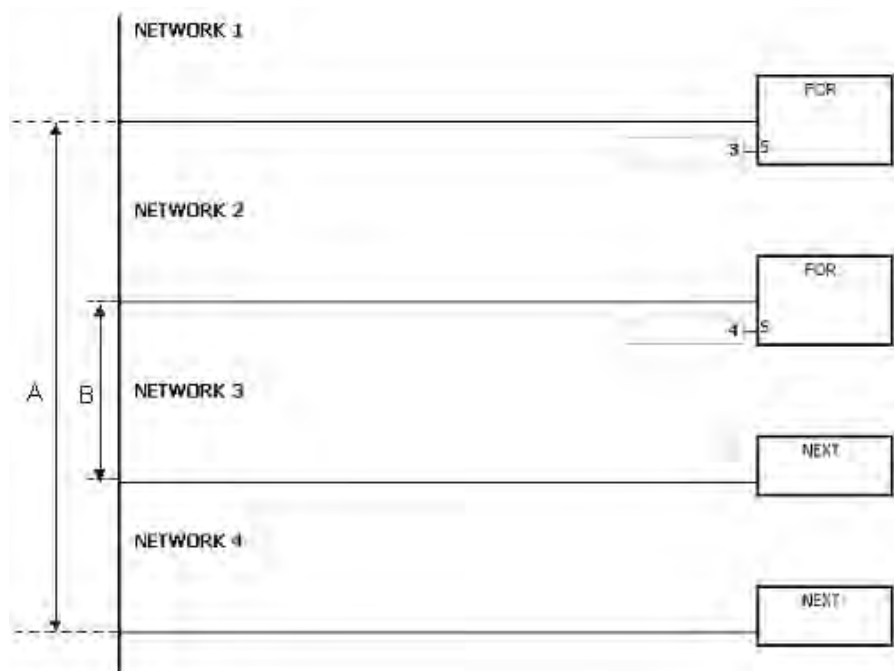 NETWORK 1
FOR
3 S
NETWORK 2
FOR
4 S
A B NETWORK 3
NEXT
NETWORK 4
NEXT